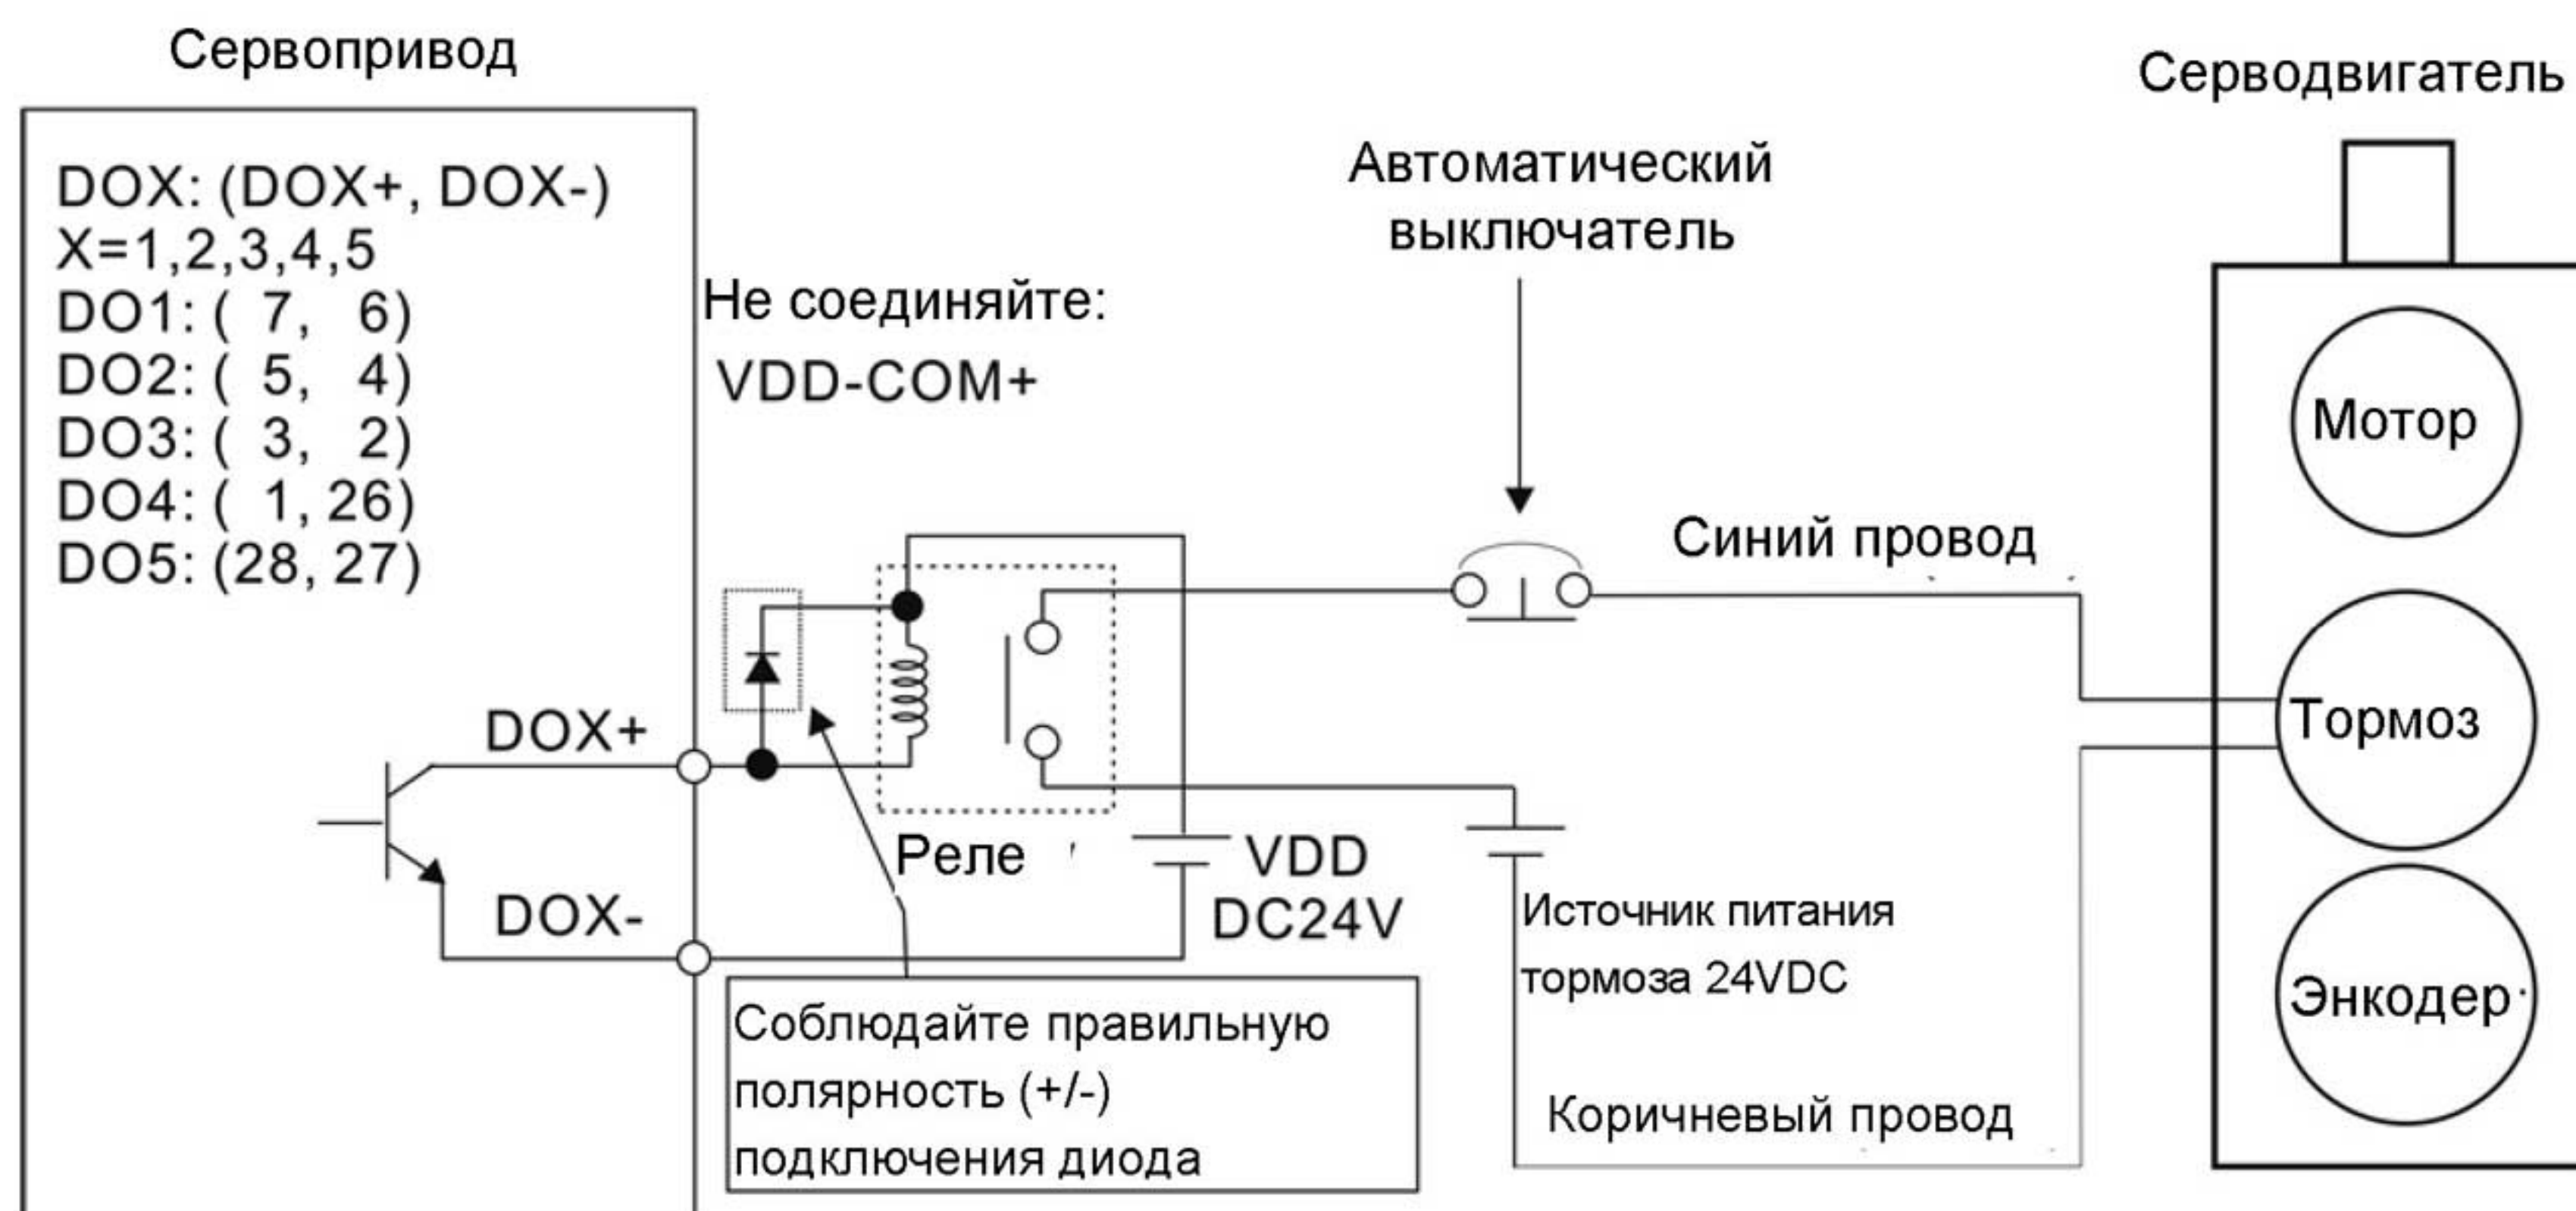 Сервопривод
Серводвигатель
DOX: (DOX+, DOX-)
X=1,2,3,4,5
DO1: ( 7, 6)
DO2: ( 5, 4)
DO3: ( 3, 2)
DO4: ( 1, 26)
DO5: (28, 27)
Не соединяйте:
VDD-COM+
Автоматический
выключатель
Синий провод
Мотор
Тормоз
Энкодер
DOX+
DOX-
Реле
VDD
DC24V
Источник питания
тормоза 24VDC
Коричневый провод
Соблюдайте правильную
полярность (+/-)
подключения диода